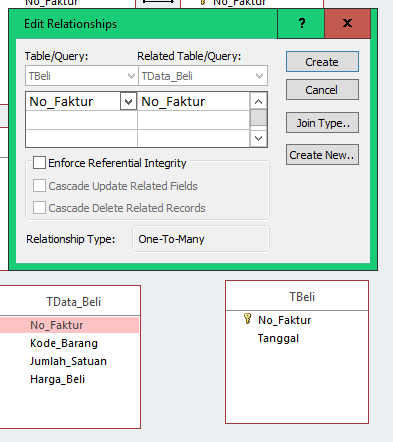 No_Faktur No_Faktur
Edit Relationships ? X
Table/Query: Related Table/Query:
TBeli TData_Beli
No_Faktur No_Faktur
Create
Cancel
Join Type..
Create New..
Enforce Referential Integrity
Cascade Update Related Fields
Cascade Delete Related Records
Relationship Type: One-To-Many
TData_Beli
No_Faktur
Kode_Barang
Jumlah_Satuan
Harga_Beli
TBeli
No_Faktur
Tanggal